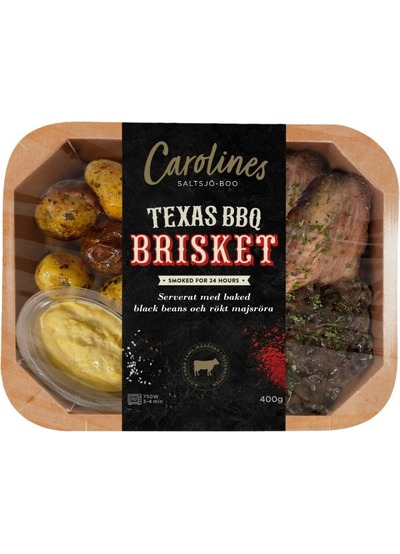 Carolines
SALTSJÖ-BOO
TEXAS BBQ
BRISKET
SMOKED FOR 24 HOURS
Serverat med baked
black beans och rökt majsröra
750W
3-4 min
400g